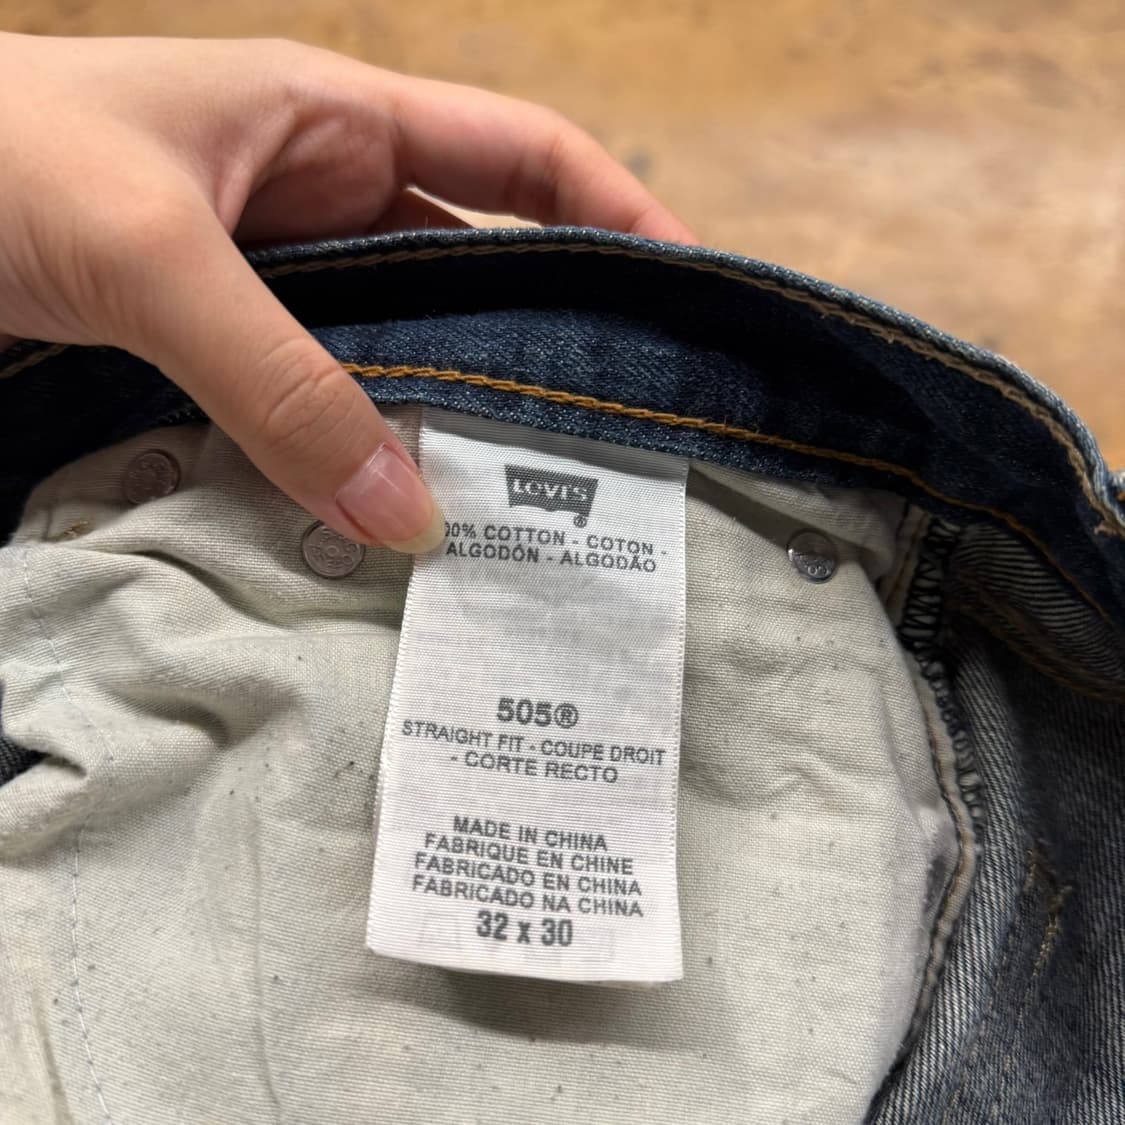 LEVI'S
®
00% COTTON - COTON -
ALGODÓN - ALGODÃO
505®
STRAIGHT FIT - COUPE DROIT
- CORTE RECTO
MADE IN CHINA
FABRIQUE EN CHINE
FABRICADO EN CHINA
FABRICADO NA CHINA
32 x 30